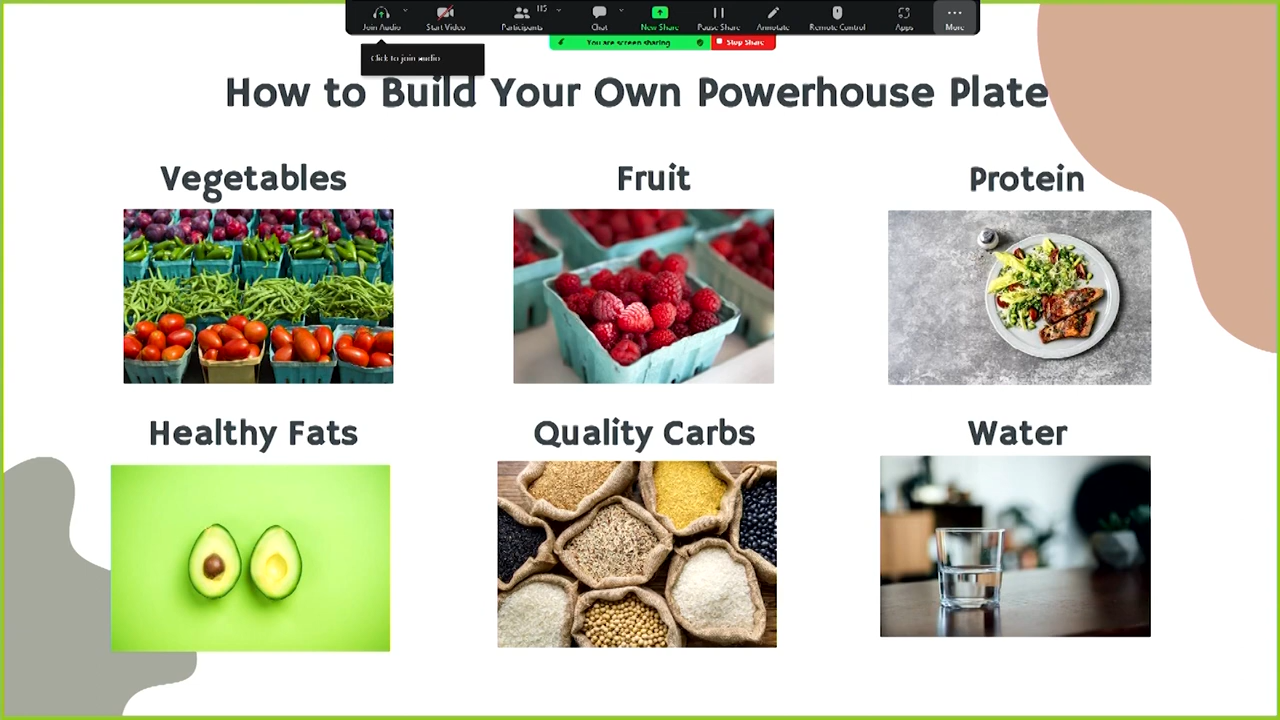 Join Audio Start Video Participants 115 Chat New Share Pause Share Annotate Remote Control Apps More
You are screen sharing Stop Share
Click to join audio
How to Build Your Own Powerhouse Plate
Vegetables Fruit Protein
Healthy Fats Quality Carbs Water